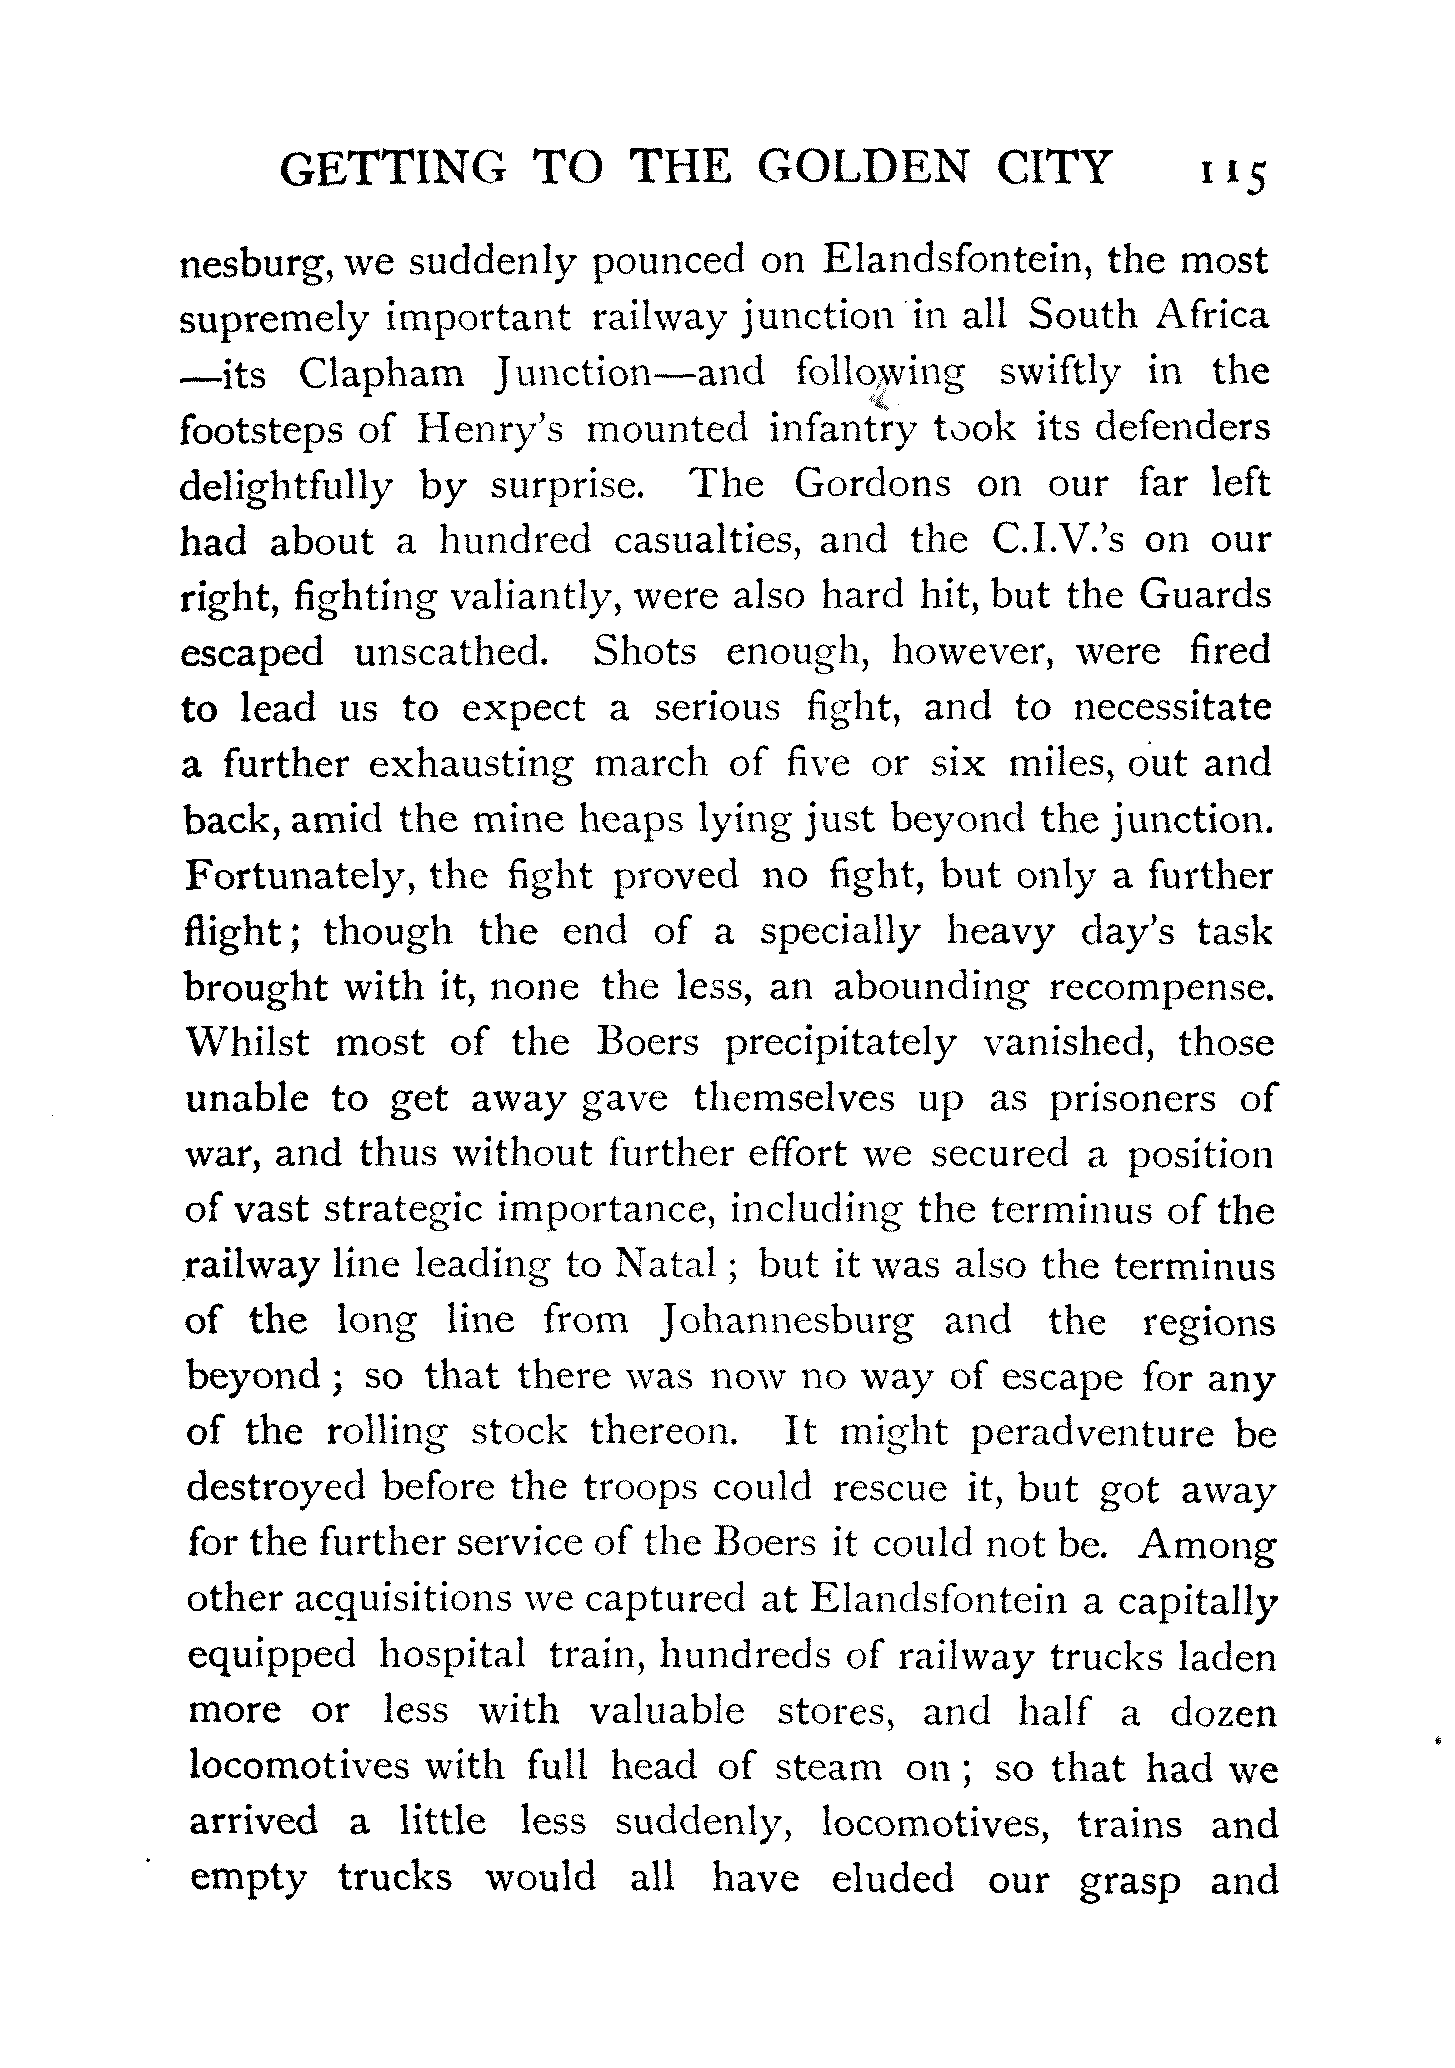 GETTING TO THE GOLDEN CITY 115
nesburg, we suddenly pounced on Elandsfontein, the most
supremely important railway junction in all South Africa
—its Clapham Junction—and following swiftly in the
footsteps of Henry's mounted infantry took its defenders
delightfully by surprise. The Gordons on our far left
had about a hundred casualties, and the C.I.V.'s on our
right, fighting valiantly, were also hard hit, but the Guards
escaped unscathed. Shots enough, however, were fired
to lead us to expect a serious fight, and to necessitate
a further exhausting march of five or six miles, out and
back, amid the mine heaps lying just beyond the junction.
Fortunately, the fight proved no fight, but only a further
flight; though the end of a specially heavy day's task
brought with it, none the less, an abounding recompense.
Whilst most of the Boers precipitately vanished, those
unable to get away gave themselves up as prisoners of
war, and thus without further effort we secured a position
of vast strategic importance, including the terminus of the
railway line leading to Natal; but it was also the terminus
of the long line from Johannesburg and the regions
beyond; so that there was now no way of escape for any
of the rolling stock thereon. It might peradventure be
destroyed before the troops could rescue it, but got away
for the further service of the Boers it could not be. Among
other acquisitions we captured at Elandsfontein a capitally
equipped hospital train, hundreds of railway trucks laden
more or less with valuable stores, and half a dozen
locomotives with full head of steam on; so that had we
arrived a little less suddenly, locomotives, trains and
empty trucks would all have eluded our grasp and